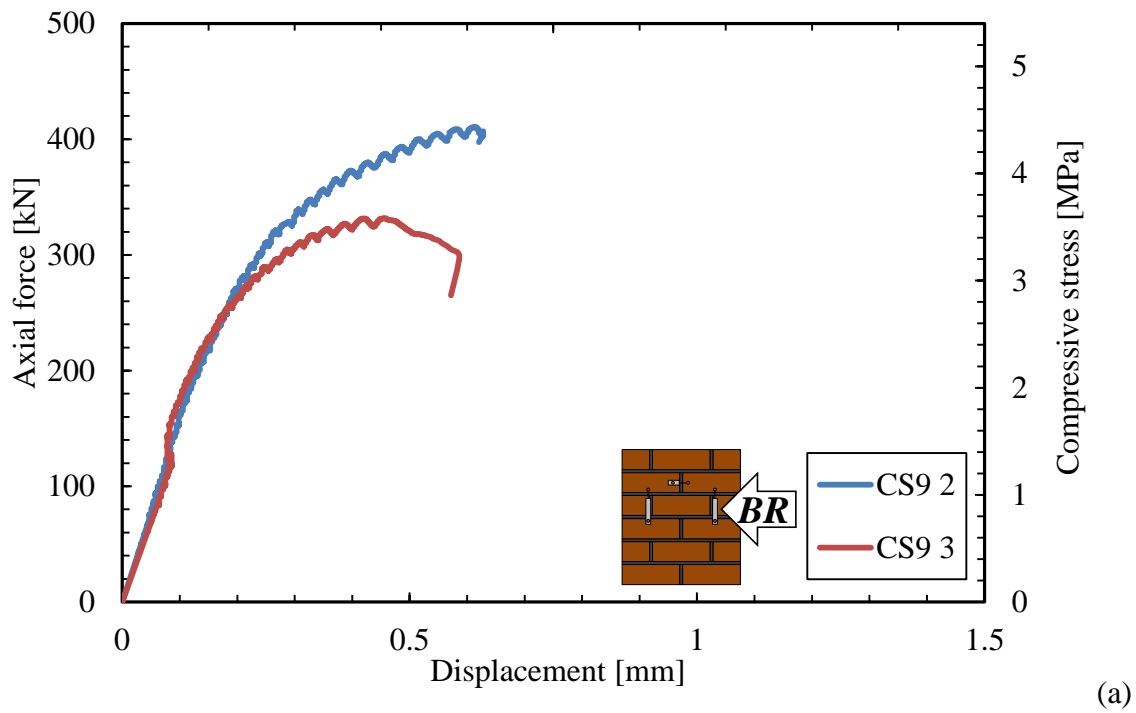 500
400
300
200
100
0
Axial force [kN]
0
0.5
1
1.5
Displacement [mm]
5
4
3
2
1
0
Compressive stress [MPa]
BR
CS9 2
CS9 3
(a)